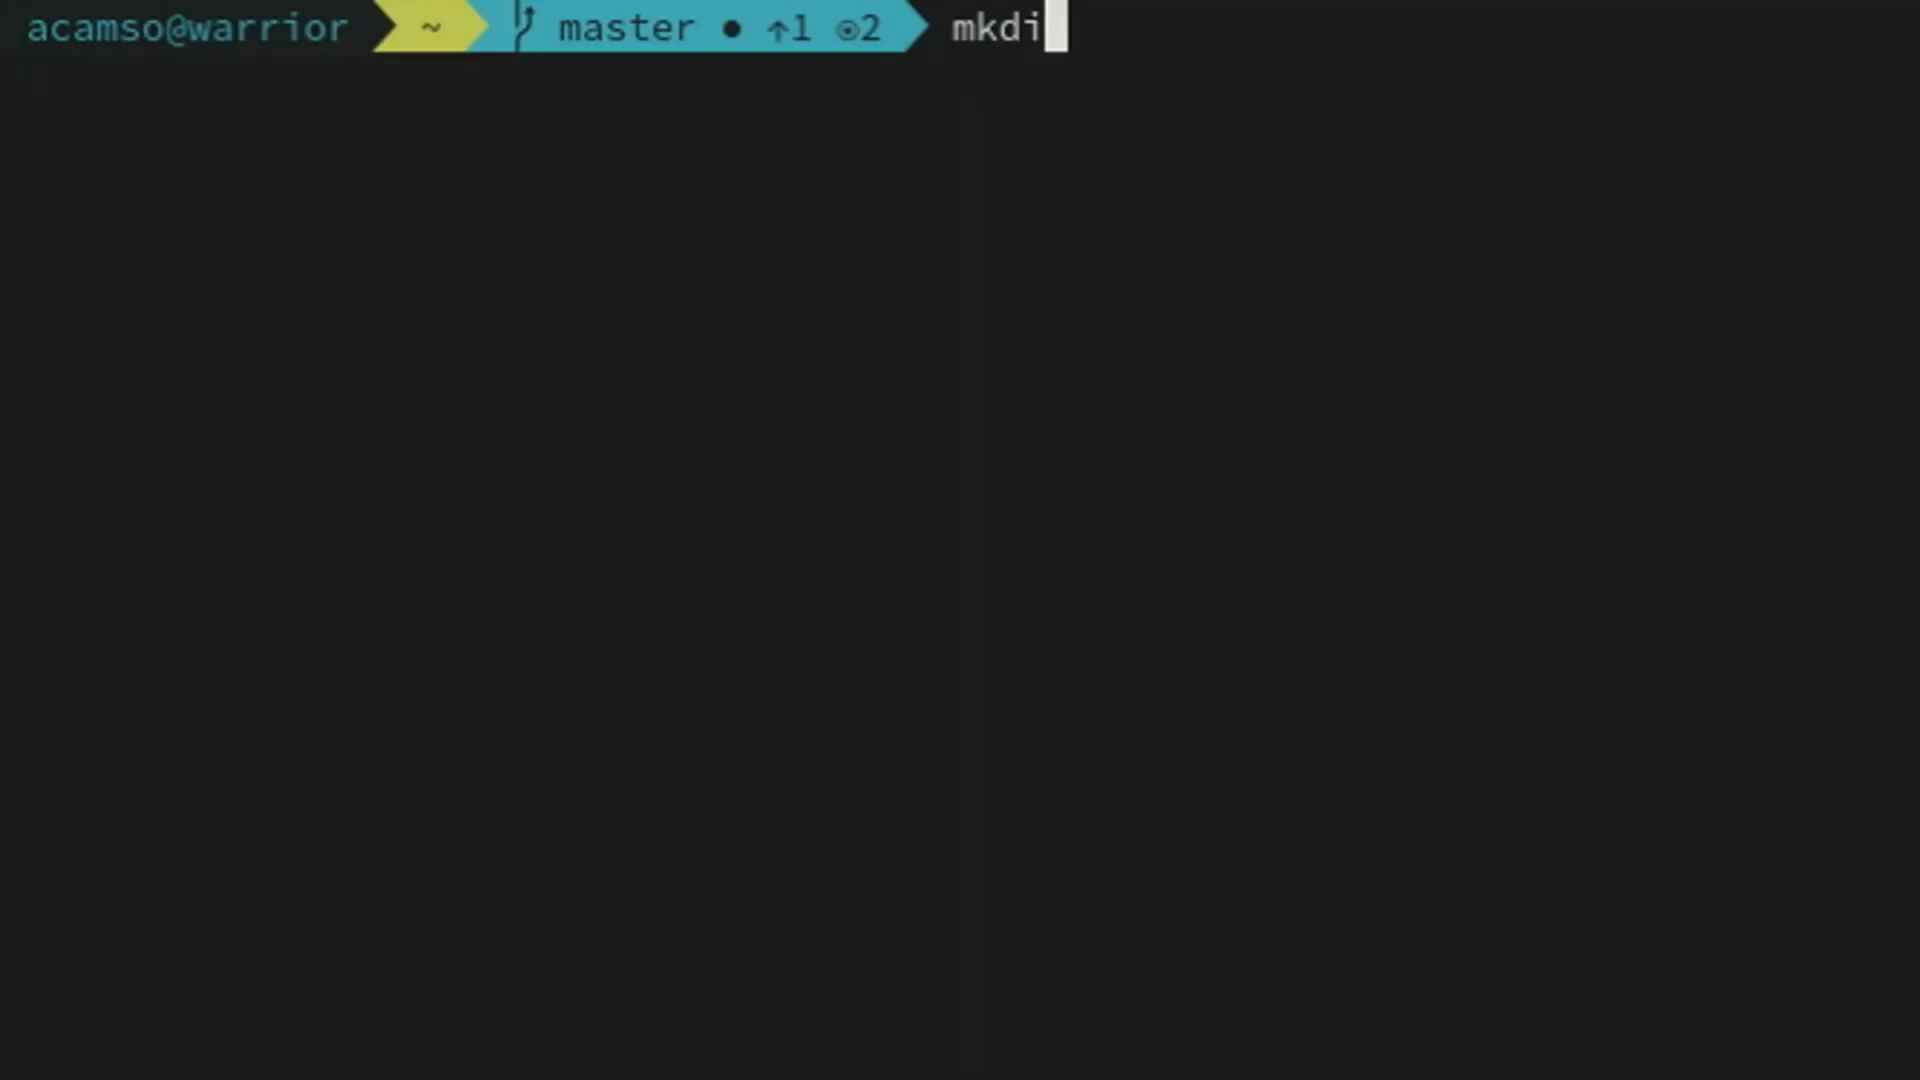 acamso@warrior ~ master ● ↑1 ⊙2 mkdi